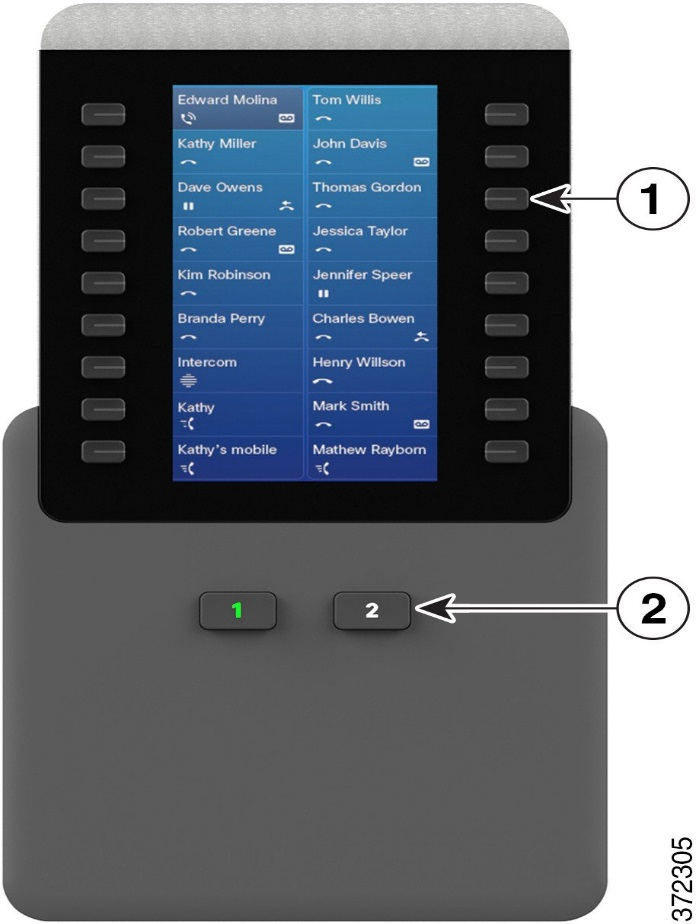 Edward Molina Tom Willis
Kathy Miller John Davis
Dave Owens Thomas Gordon
Robert Greene Jessica Taylor
Kim Robinson Jennifer Speer
Branda Perry Charles Bowen
Intercom Henry Willson
Kathy Mark Smith
Kathy's mobile Mathew Rayborn
1
1 2
2
372305